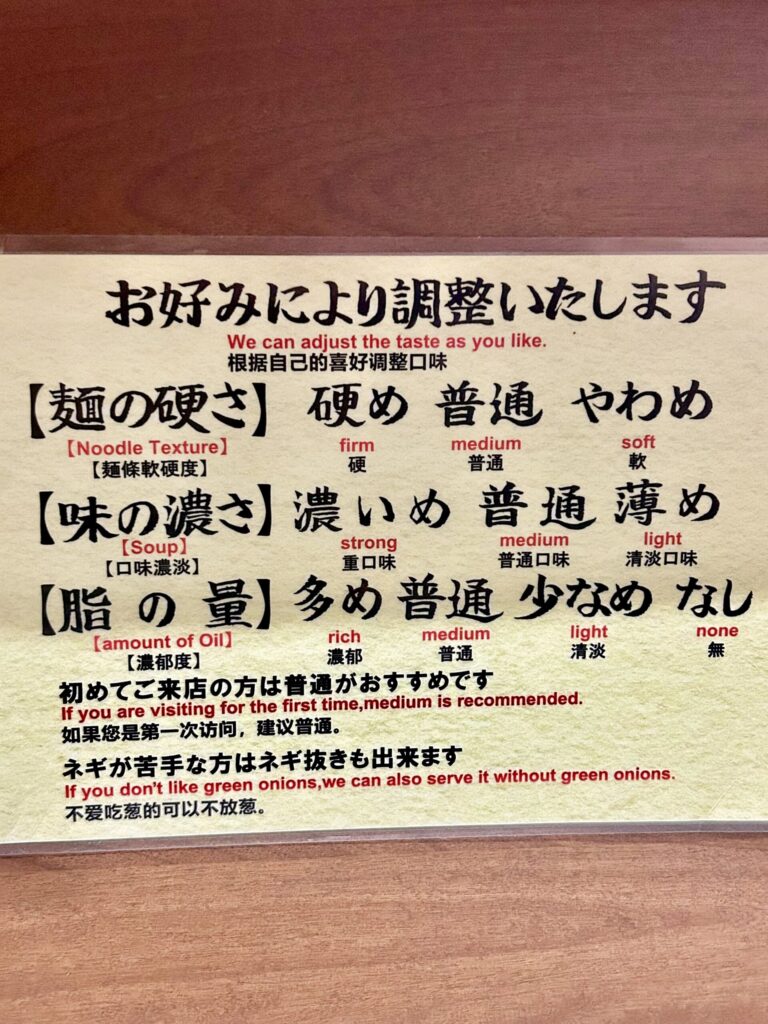 お好みにより調整いたします
We can adjust the taste as you like.
根据自己的喜好调整口味
【麺の硬さ】 硬め 普通 やわめ
【Noodle Texture】 firm medium soft
【麵條軟硬度】 硬 普通 軟
【味の濃さ】 濃いめ 普通 薄め
【Soup】 strong medium light
【口味濃淡】 重口味 普通口味 清淡口味
【脂の量】 多め 普通 少なめ なし
【amount of Oil】 rich medium light none
【濃郁度】 濃郁 普通 清淡 無
初めてご来店の方は普通がおすすめです
If you are visiting for the first time,medium is recommended.
如果您是第一次访问，建议普通。
ネギが苦手な方はネギ抜きも出来ます
If you don't like green onions,we can also serve it without green onions.
不爱吃葱的可以不放葱。